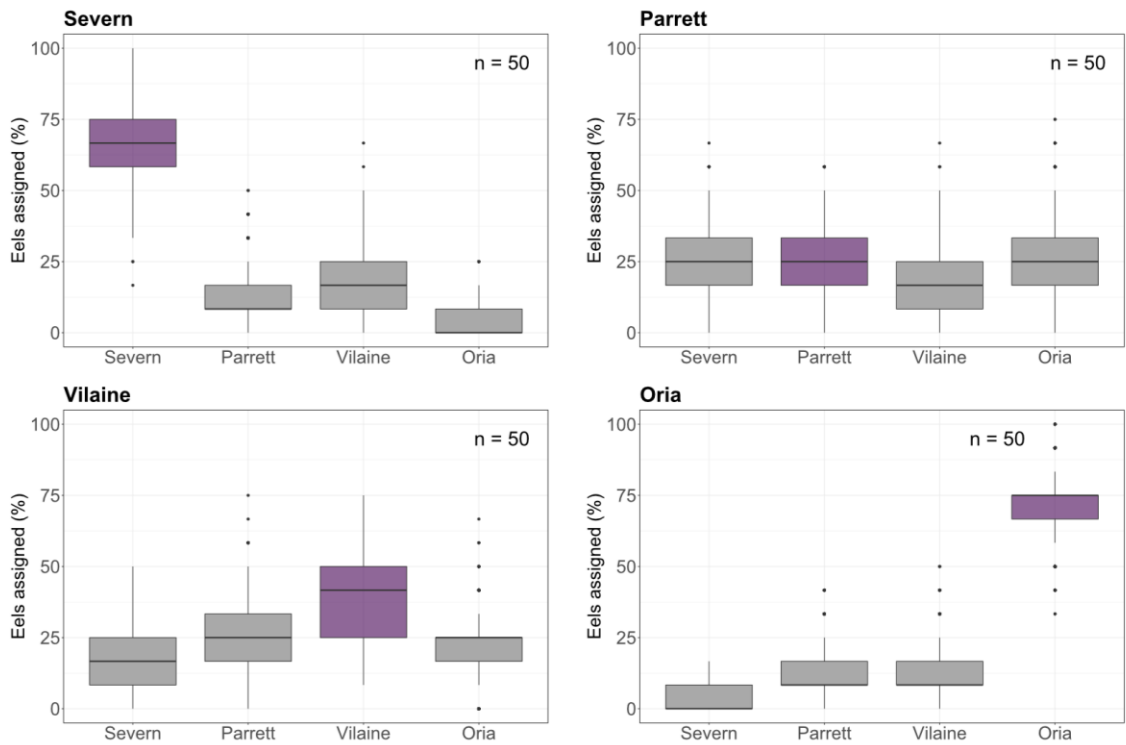 Severn
n = 50
100
75
50
25
0
Eels assigned (%)
Severn Parrett Vilaine Oria
Parrett
n = 50
100
75
50
25
0
Eels assigned (%)
Severn Parrett Vilaine Oria
Vilaine
n = 50
100
75
50
25
0
Eels assigned (%)
Severn Parrett Vilaine Oria
Oria
n = 50
100
75
50
25
0
Eels assigned (%)
Severn Parrett Vilaine Oria